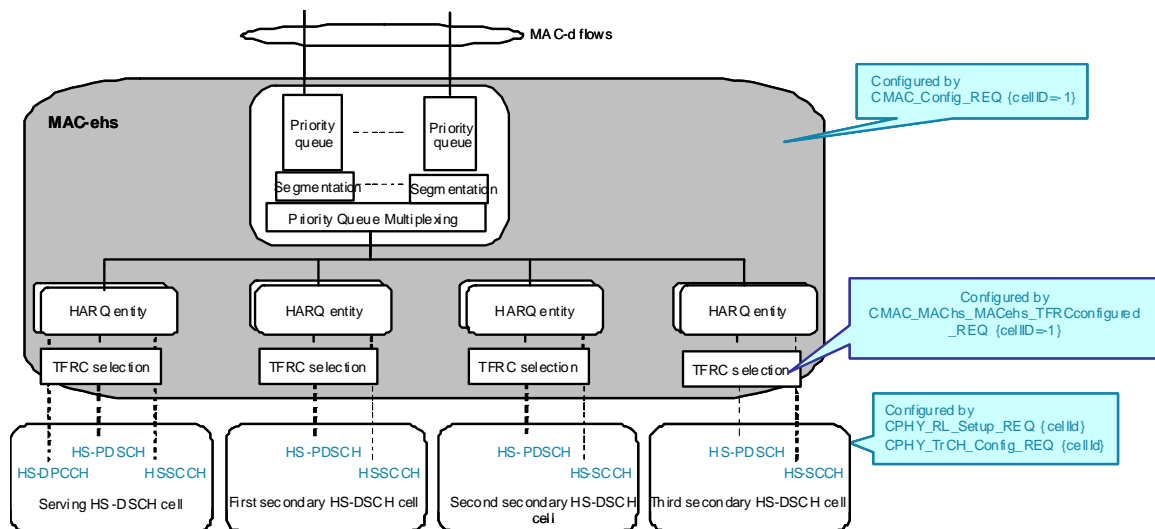 MAC-d flows
Configured by
CMAC_Config_REQ {cellID=-1}
MAC-ehs
Priority
queue
Priority
queue
Segmentation
Segmentation
Priority Queue Multiplexing
HARQ entity
HARQ entity
HARQ entity
HARQ entity
Configured by
CMAC_MAChs_MACehs_TFRCconfigured
_REQ {cellID=-1}
TFRC selection
TFRC selection
TFRC selection
TFRC selection
Configured by
CPHY_RL_Setup_REQ {cellId}
CPHY_TrCH_Config_REQ {cellId}
HS-PDSCH
HS-DPCCH
HSSCCH
Serving HS-DSCH cell
HS-PDSCH
HSSCCH
First secondary HS-DSCH cell
HS-PDSCH
HS-SCCH
Second secondary HS-DSCH
cell
HS-PDSCH
HS-SCCH
Third secondary HS-DSCH cell